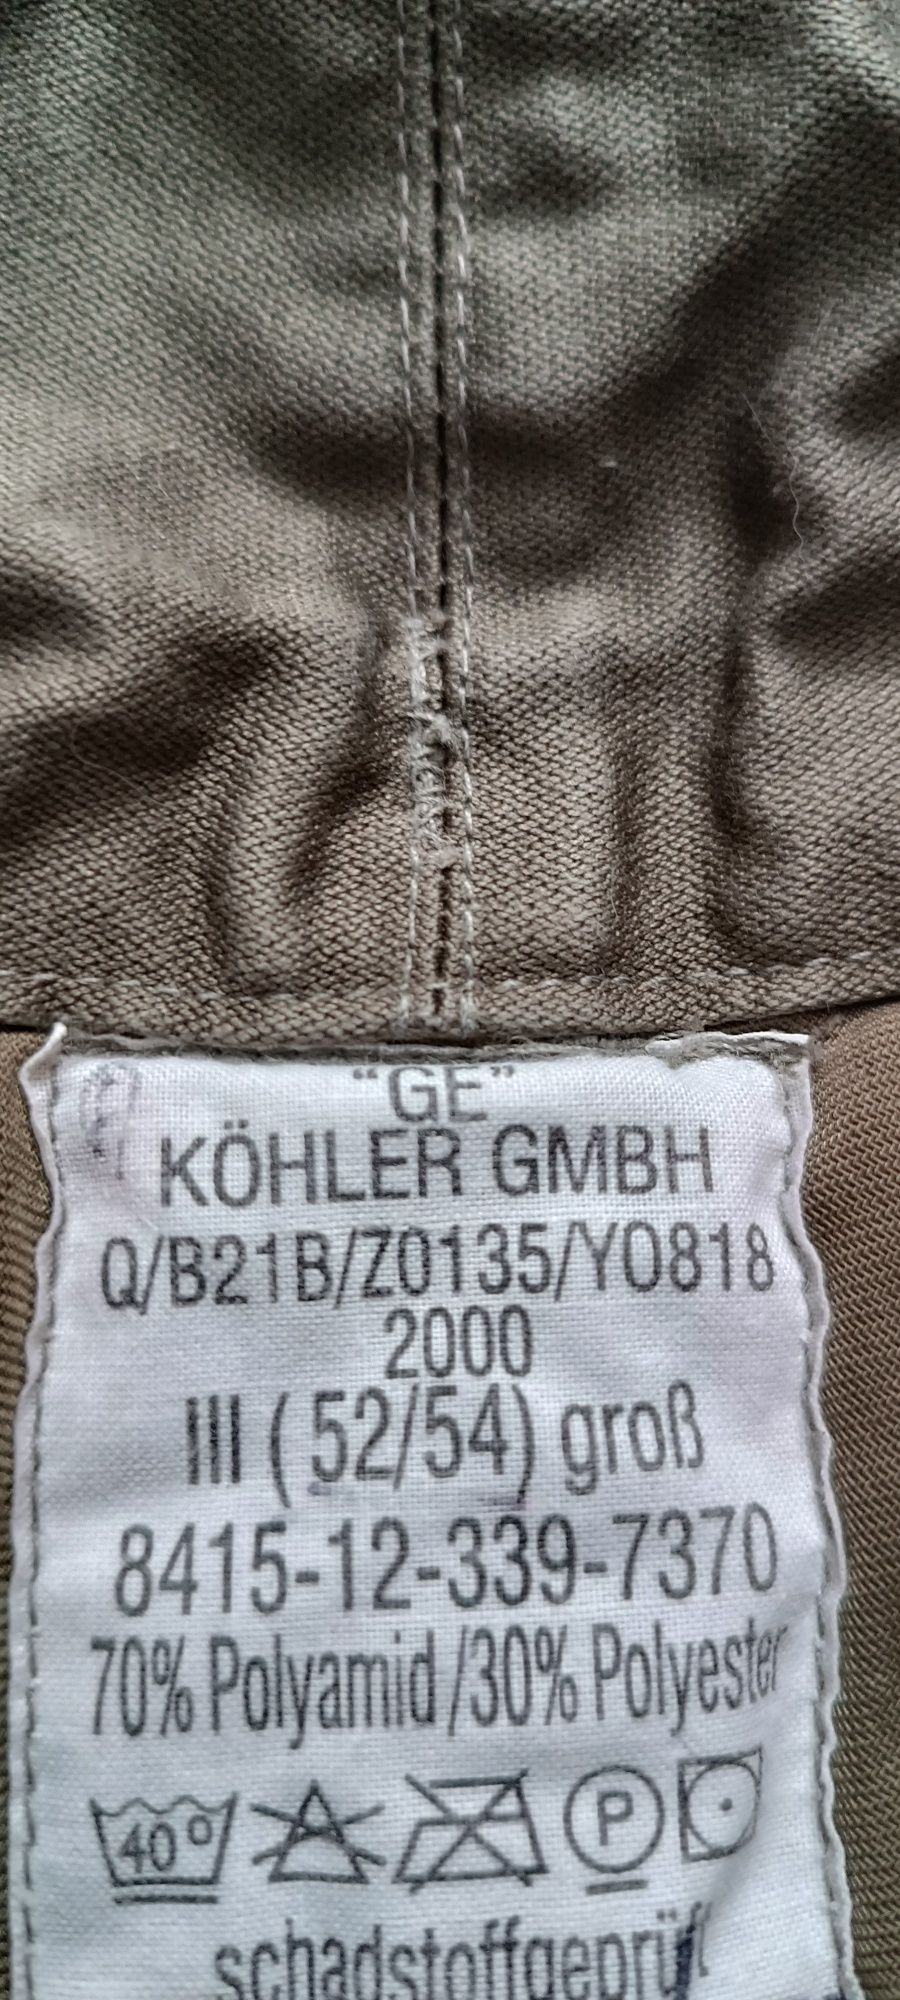 “GE”
KÖHLER GMBH
Q/B21B/Z0135/Y0818
2000
III ( 52/54) groß
8415-12-339-7370
70% Polyamid /30% Polyester
40° P
schadstoffgeprüft